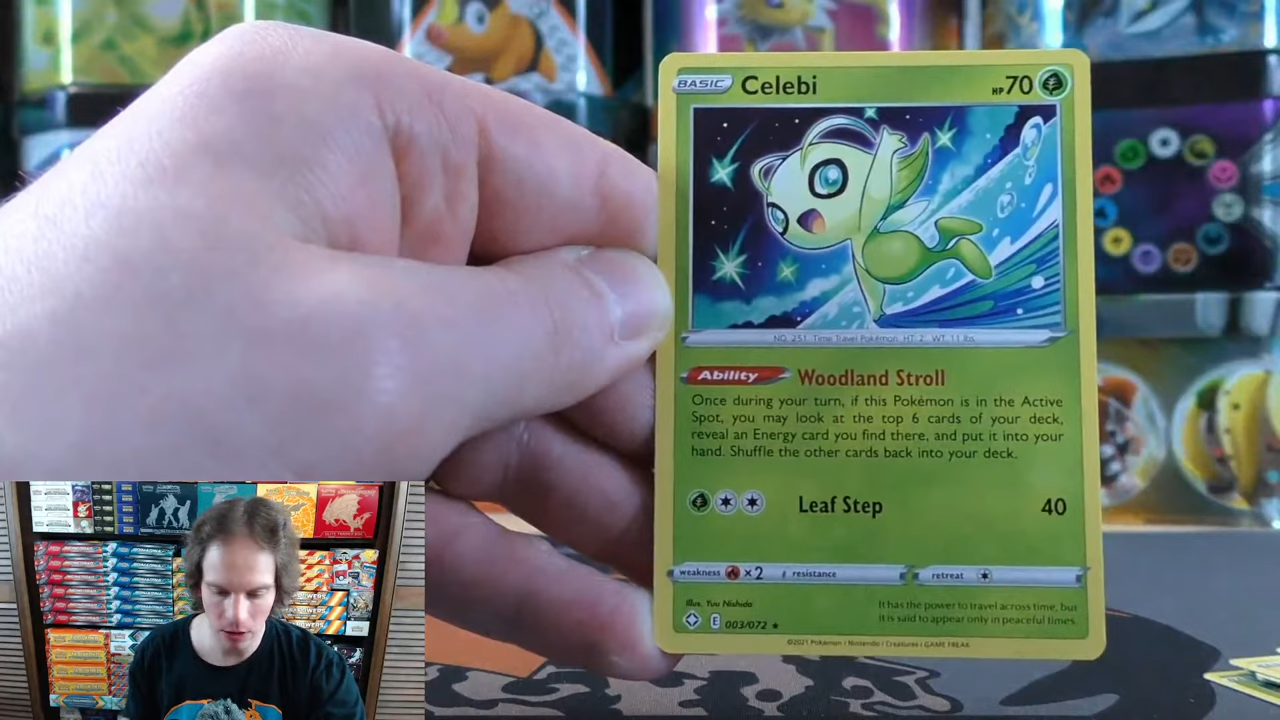 BASIC Celebi HP 70
NO. 251 Time Travel Pokémon HT: 2' WT: 11 lbs.
Ability Woodland Stroll
Once during your turn, if this Pokémon is in the Active
Spot, you may look at the top 6 cards of your deck,
reveal an Energy card you find there, and put it into your
hand. Shuffle the other cards back into your deck.
Leaf Step 40
weakness ×2 resistance retreat
Illus. Yuu Nishida
E 003/072 ★
It has the power to travel across time, but
it is said to appear only in peaceful times.
©2021 Pokémon / Nintendo / Creatures / GAME FREAK